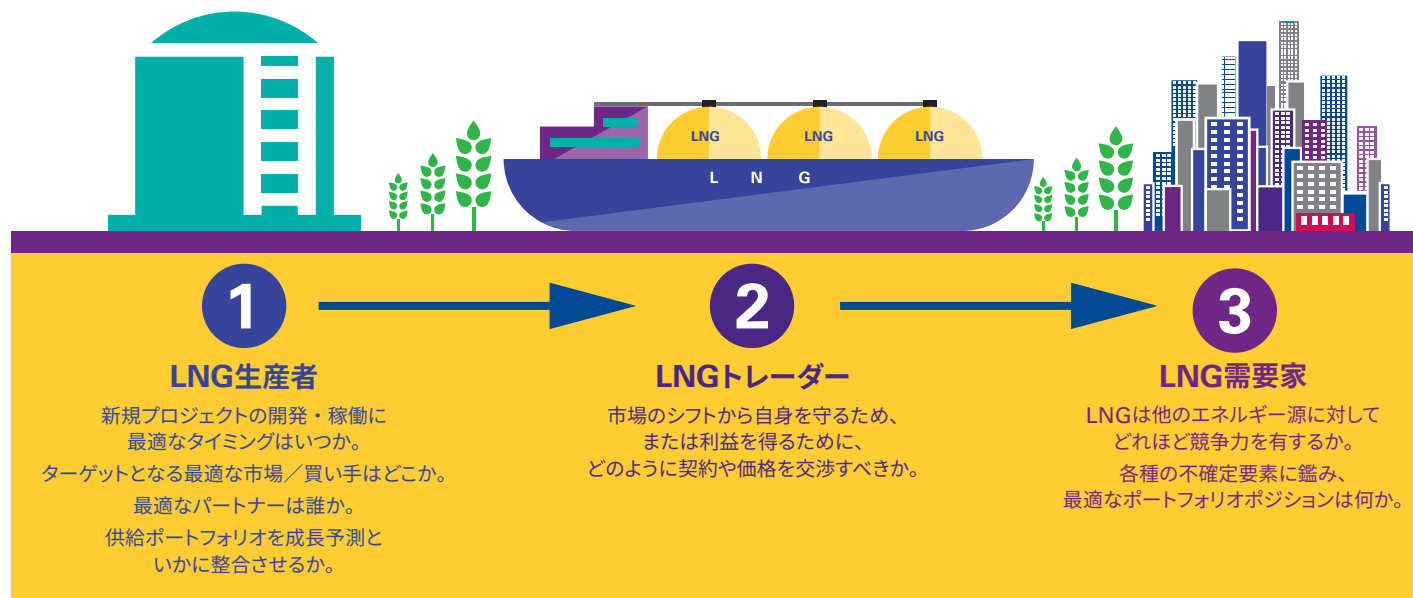 LNG
LNG
LNG
L N G
1
LNG生産者
新規プロジェクトの開発・稼働に
最適なタイミングはいつか。
ターゲットとなる最適な市場／買い手はどこか。
最適なパートナーは誰か。
供給ポートフォリオを成長予測と
いかに整合させるか。
2
LNGトレーダー
市場のシフトから自身を守るため、
または利益を得るために、
どのように契約や価格を交渉すべきか。
3
LNG需要家
LNGは他のエネルギー源に対して
どれほど競争力を有するか。
各種の不確定要素に鑑み、
最適なポートフォリオポジションは何か。